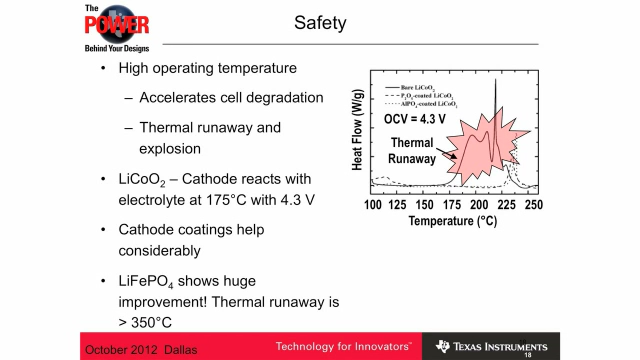 The
POWER
Behind Your Designs
Safety
• High operating temperature
– Accelerates cell degradation
– Thermal runaway and
explosion
• LiCoO₂ – Cathode reacts with
electrolyte at 175°C with 4.3 V
• Cathode coatings help
considerably
• LiFePO₄ shows huge
improvement! Thermal runaway is
> 350°C
Heat Flow (W/g)
Bare LiCoO₂
P₂O₅-coated LiCoO₂
AlPO₄-coated LiCoO₂
OCV = 4.3 V
Thermal
Runaway
100 125 150 175 200 225 250
Temperature (°C)
October 2012 Dallas
Technology for Innovators™
TEXAS INSTRUMENTS
18